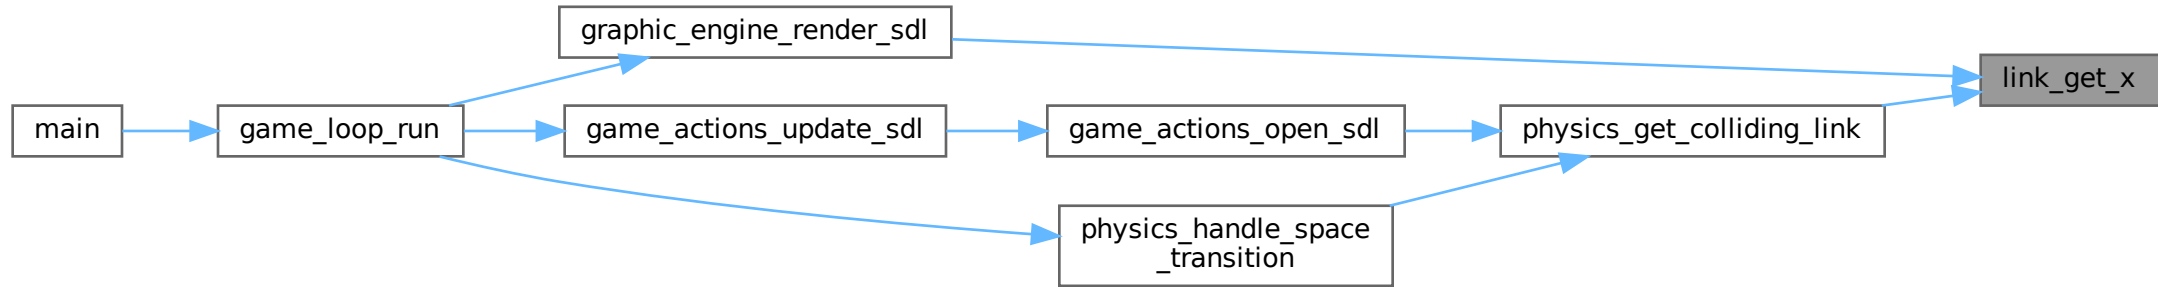 graphic_engine_render_sdl
link_get_x
main
game_loop_run
game_actions_update_sdl
game_actions_open_sdl
physics_get_colliding_link
physics_handle_space
_transition